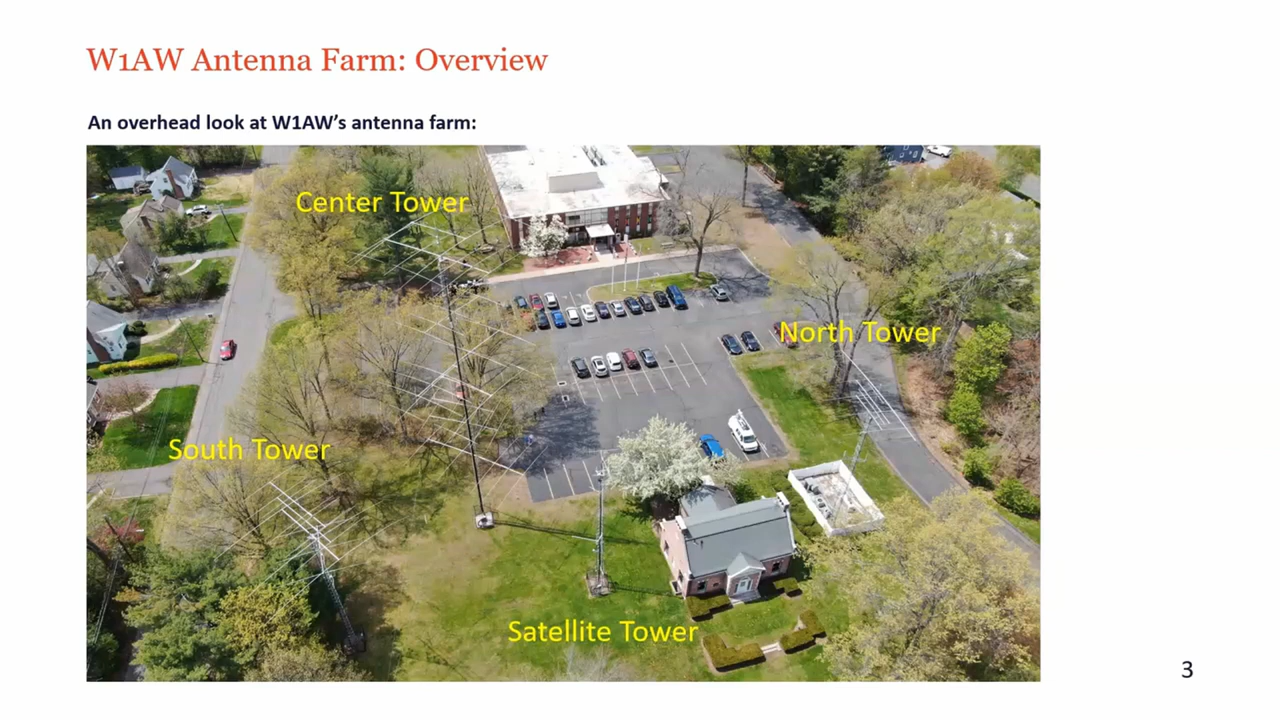 W1AW Antenna Farm: Overview
An overhead look at W1AW’s antenna farm:
Center Tower
North Tower
South Tower
Satellite Tower
3